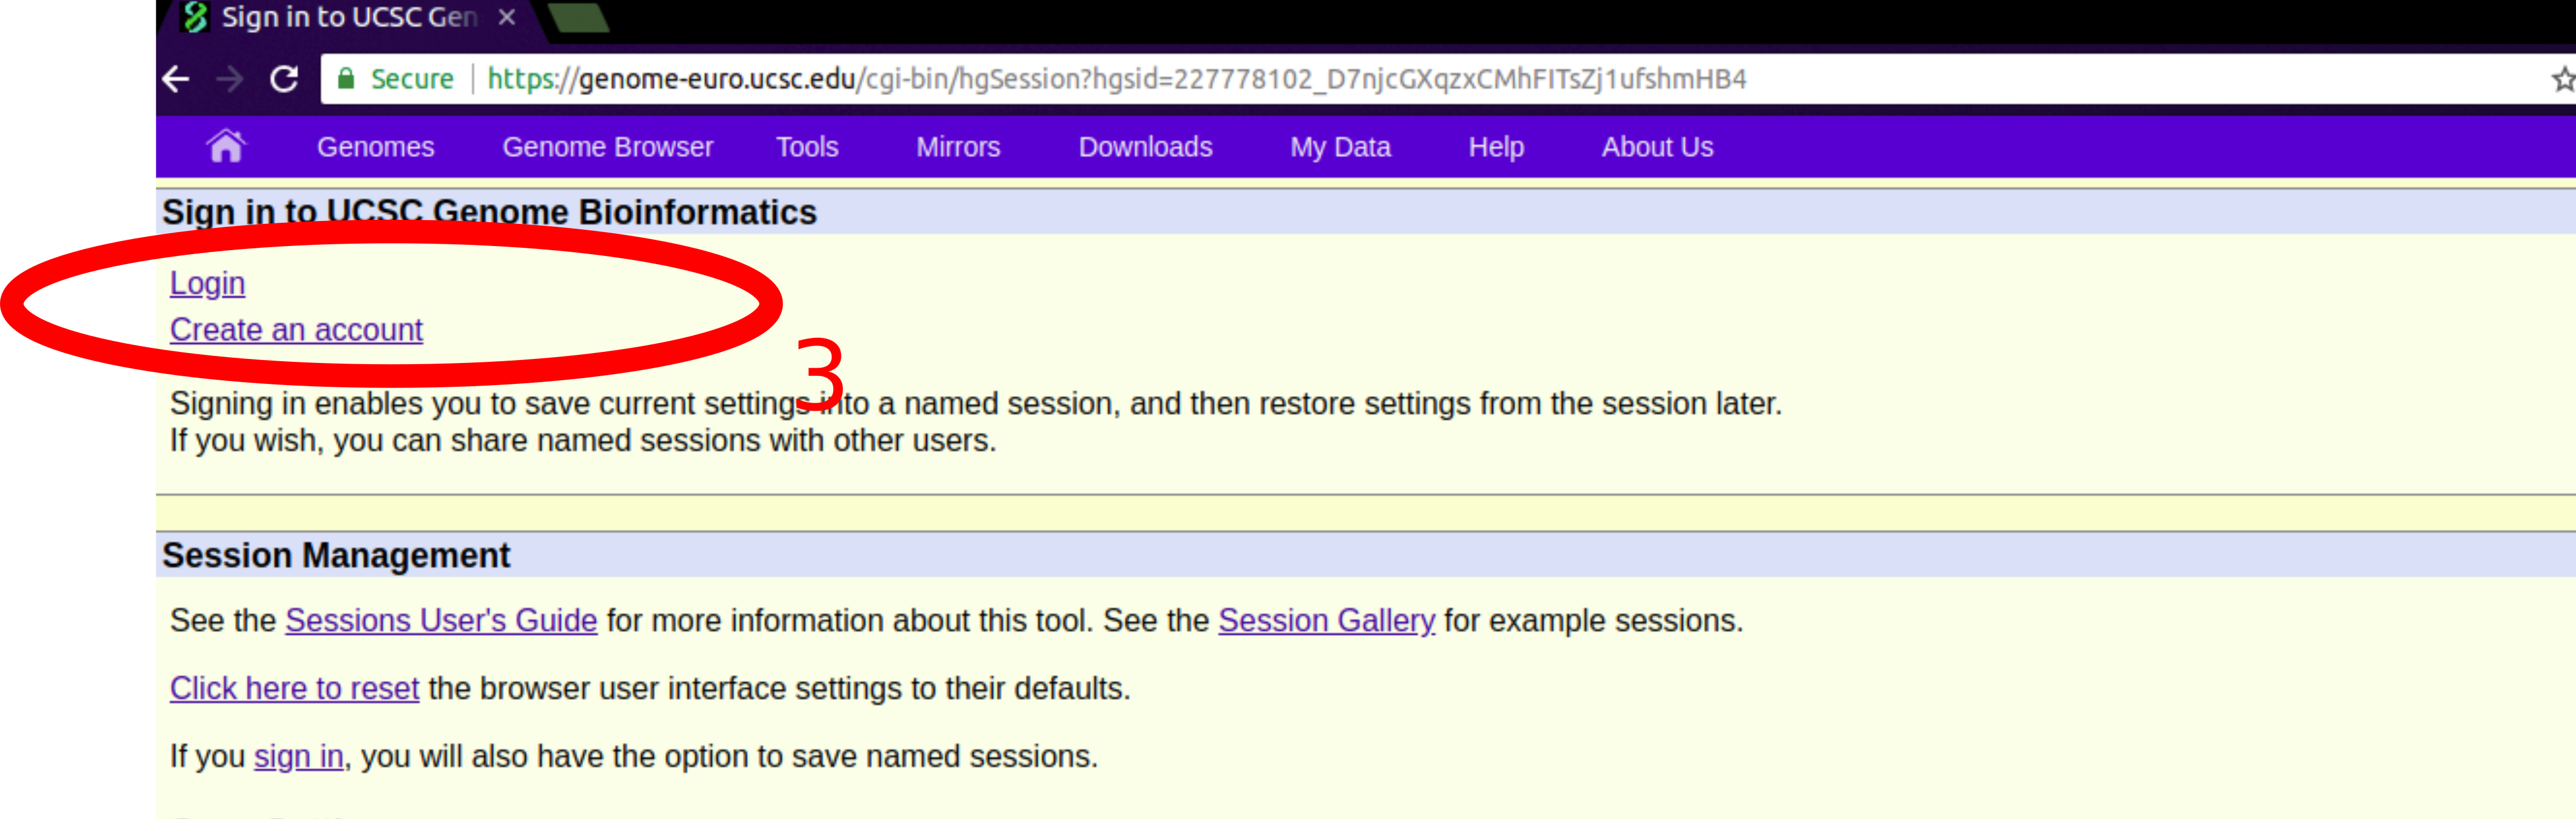 Sign in to UCSC Gen
Secure https://genome-euro.ucsc.edu/cgi-bin/hgSession?hgsid=227778102_D7njcGXqzxCMhFITsZj1ufshmHB4
Genomes Genome Browser Tools Mirrors Downloads My Data Help About Us
Sign in to UCSC Genome Bioinformatics
Login
Create an account
3
Signing in enables you to save current settings into a named session, and then restore settings from the session later.
If you wish, you can share named sessions with other users.
Session Management
See the Sessions User's Guide for more information about this tool. See the Session Gallery for example sessions.
Click here to reset the browser user interface settings to their defaults.
If you sign in, you will also have the option to save named sessions.